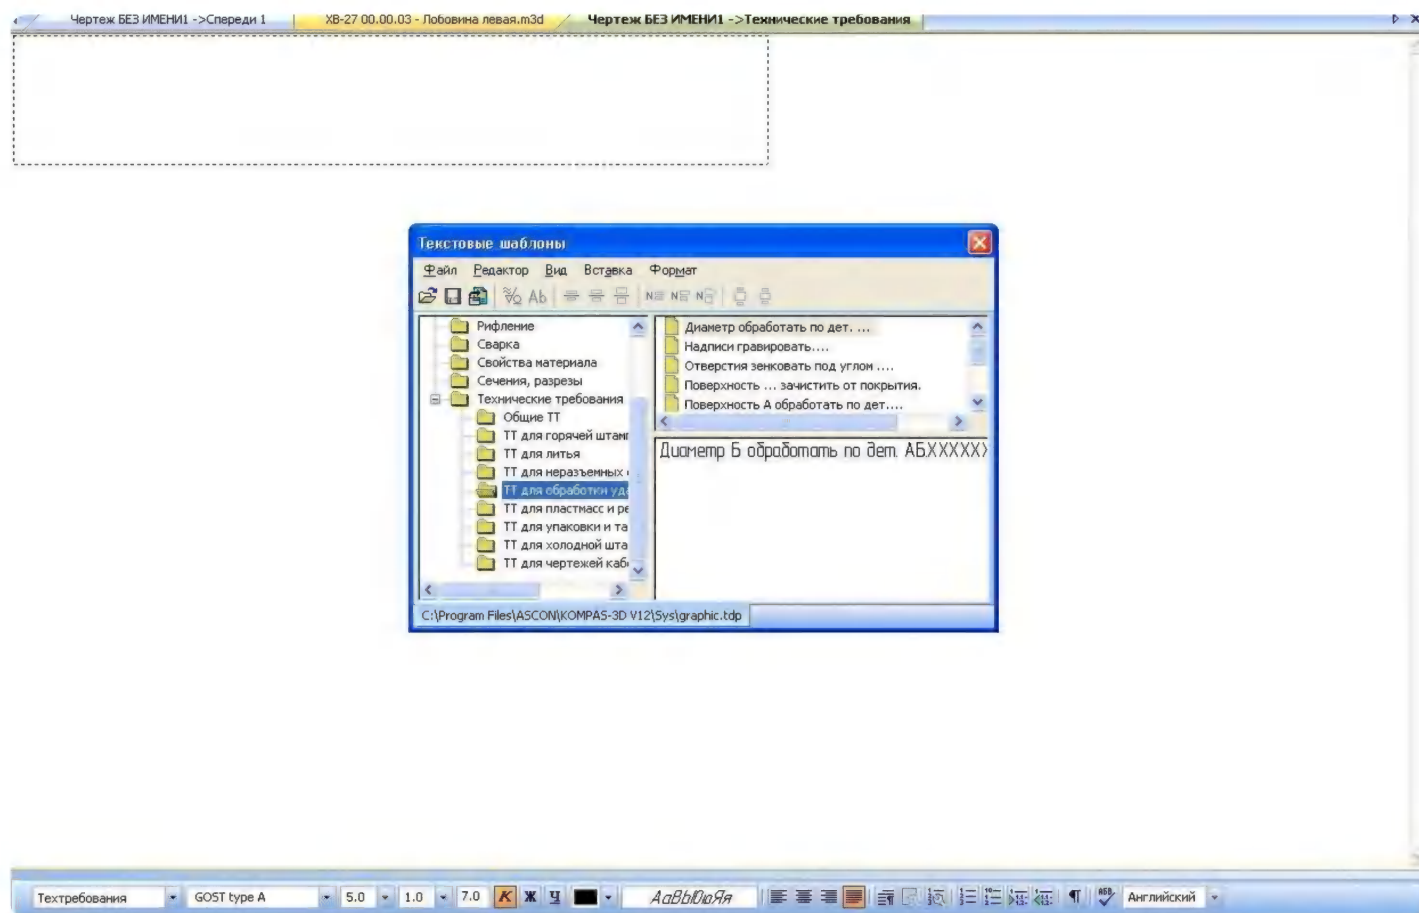 Чертеж БЕЗ ИМЕНИ1 ->Спереди 1
ХВ-27 00.00.03 - Лобовина левая.m3d
Чертеж БЕЗ ИМЕНИ1 ->Технические требования
Текстовые шаблоны
Файл Редактор Вид Вставка Формат
Рифление
Сварка
Свойства материала
Сечения, разрезы
Технические требования
Общие ТТ
ТТ для горячей штамп
ТТ для литья
ТТ для неразъемных
ТТ для обработки уда
ТТ для пластмасс и ре
ТТ для упаковки и та
ТТ для холодной шта
ТТ для чертежей каб
Диаметр обработать по дет. ...
Надписи гравировать....
Отверстия зенковать под углом ....
Поверхность ... зачистить от покрытия.
Поверхность А обработать по дет....
Диаметр Б обработать по дет. АБХХХХХ
C:\Program Files\ASCON\KOMPAS-3D V12\Sys\graphic.tdp
Техтребования GOST type A 5.0 1.0 7.0 К Ж Ч АаВbЮюЯя Английский